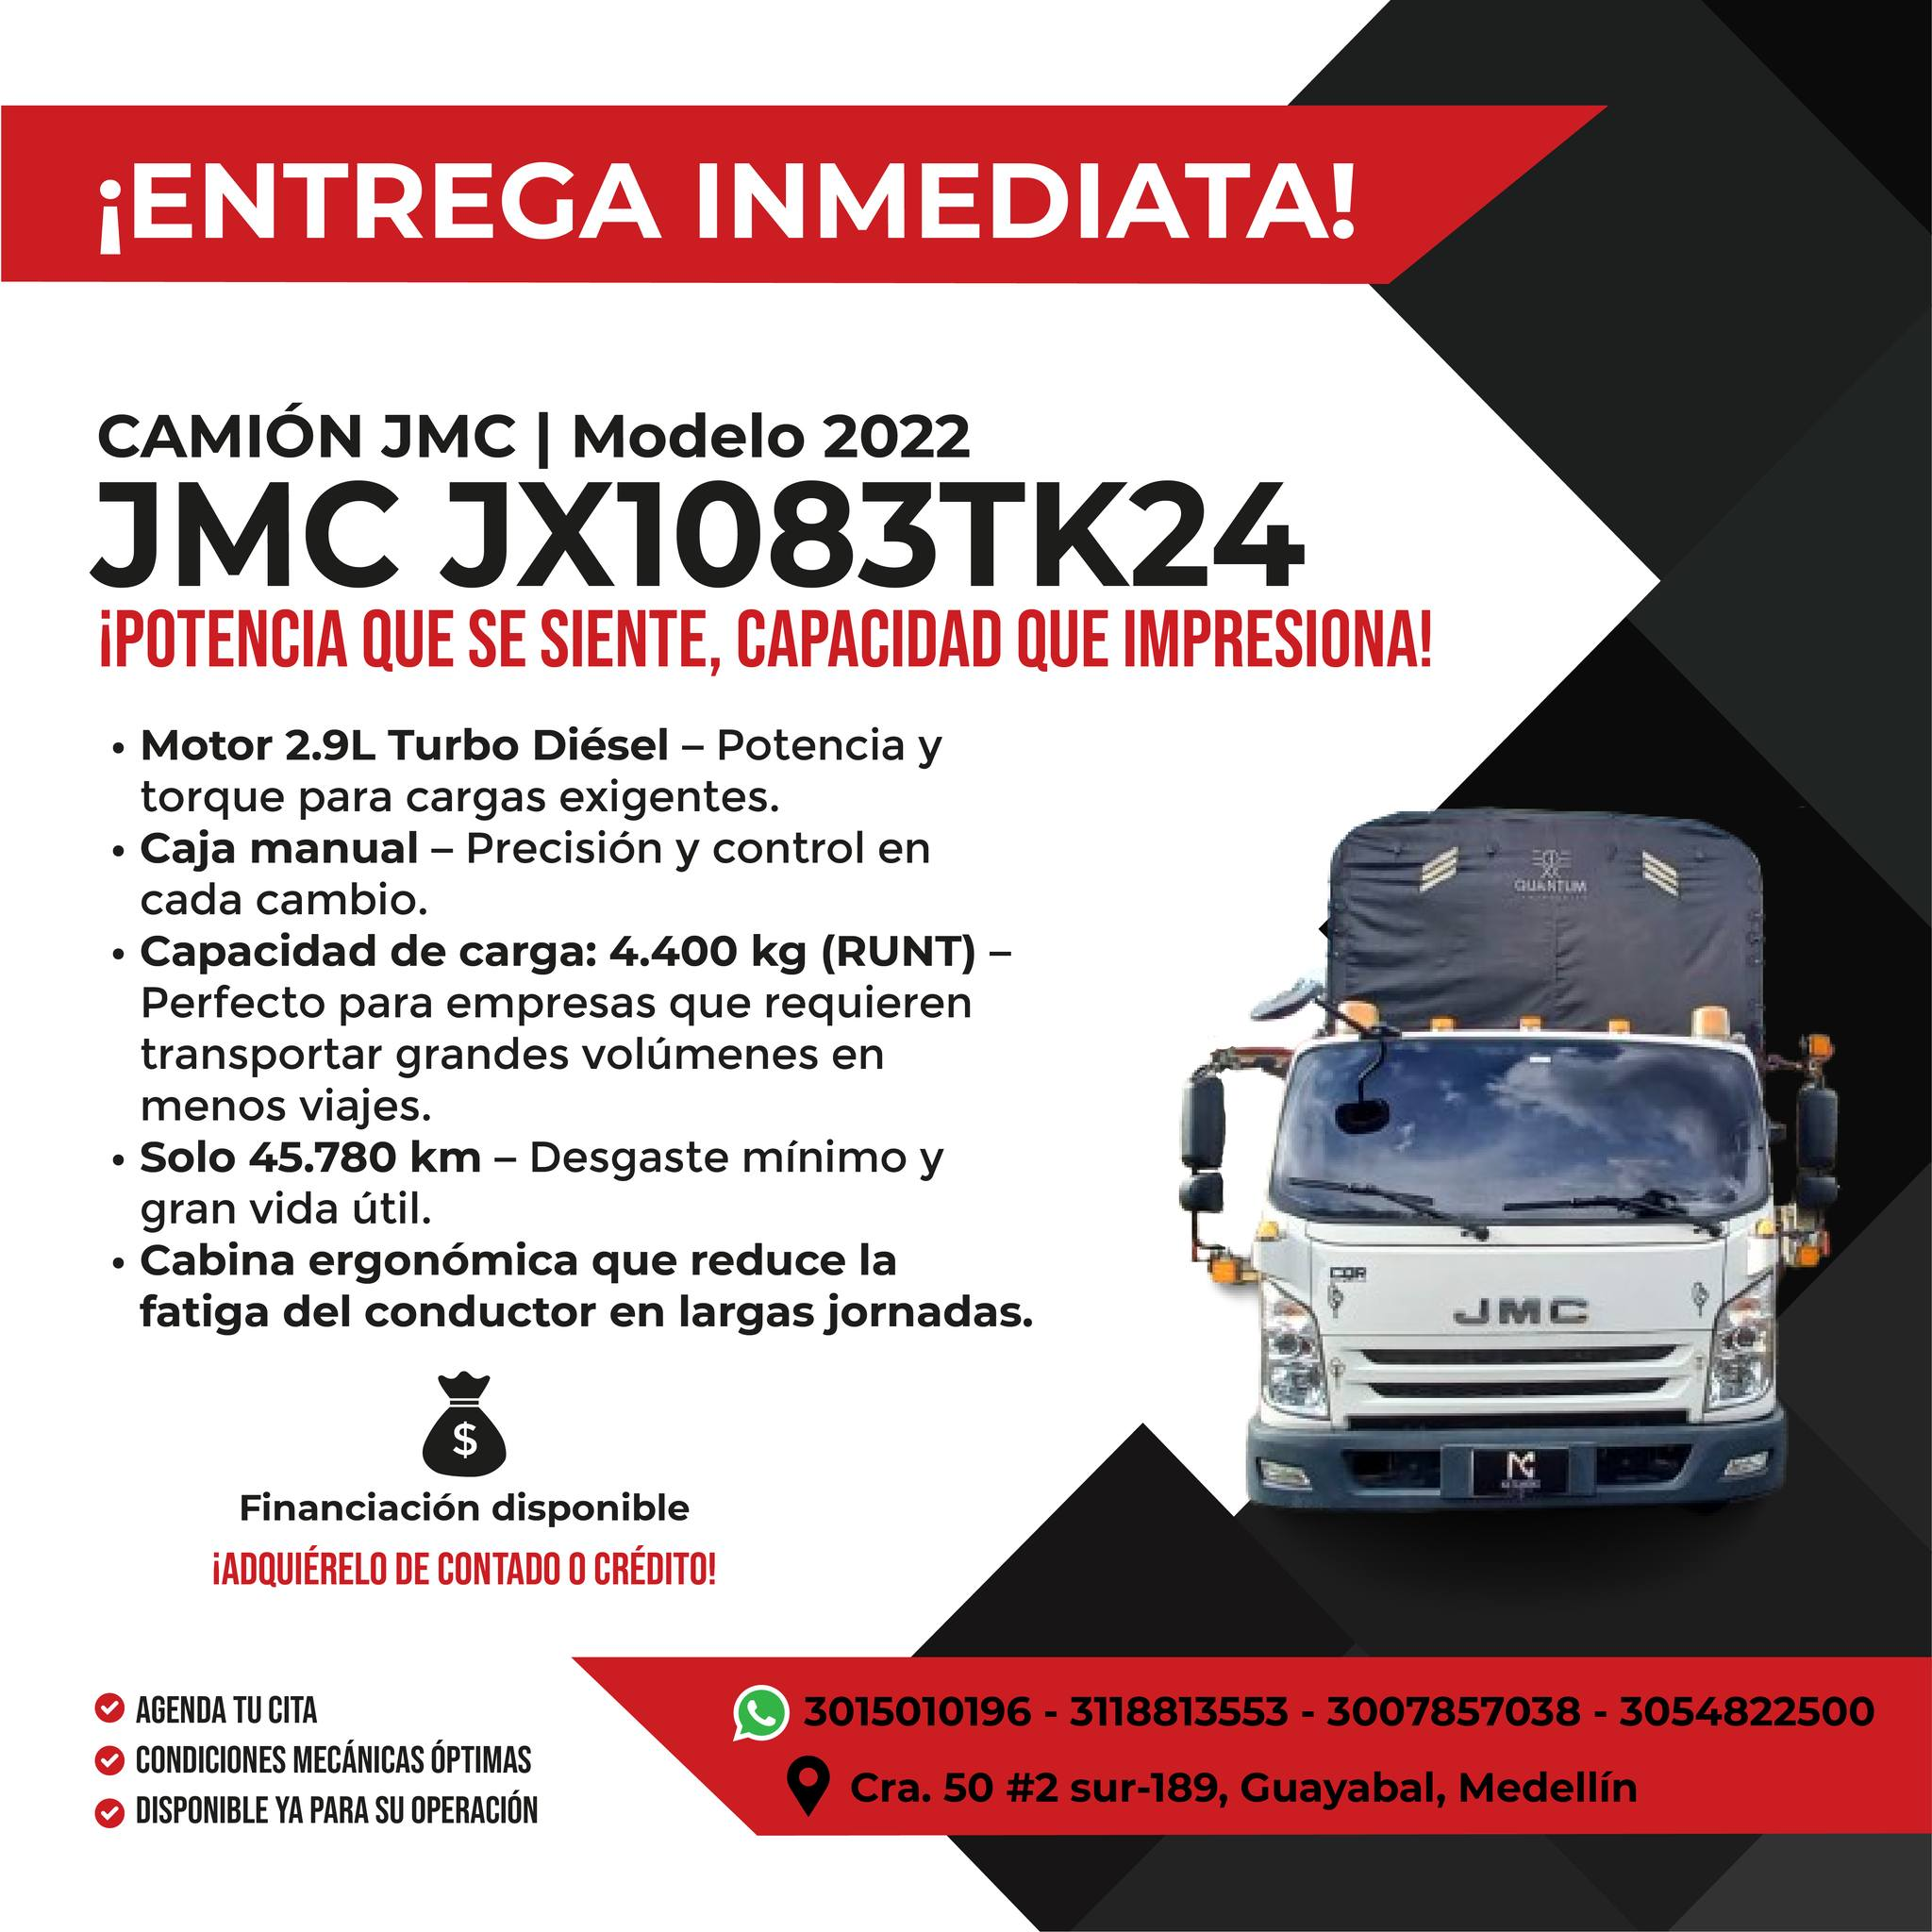 ¡ENTREGA INMEDIATA!
CAMIÓN JMC | Modelo 2022
JMC JX1083TK24
¡POTENCIA QUE SE SIENTE, CAPACIDAD QUE IMPRESIONA!
• Motor 2.9L Turbo Diésel – Potencia y
torque para cargas exigentes.
• Caja manual – Precisión y control en
cada cambio.
• Capacidad de carga: 4.400 kg (RUNT) –
Perfecto para empresas que requieren
transportar grandes volúmenes en
menos viajes.
• Solo 45.780 km – Desgaste mínimo y
gran vida útil.
• Cabina ergonómica que reduce la
fatiga del conductor en largas jornadas.
QUANTUM
JMC
$
Financiación disponible
¡ADQUIÉRELO DE CONTADO O CRÉDITO!
AGENDA TU CITA
CONDICIONES MECÁNICAS ÓPTIMAS
DISPONIBLE YA PARA SU OPERACIÓN
3015010196 - 3118813553 - 3007857038 - 3054822500
Cra. 50 #2 sur-189, Guayabal, Medellín